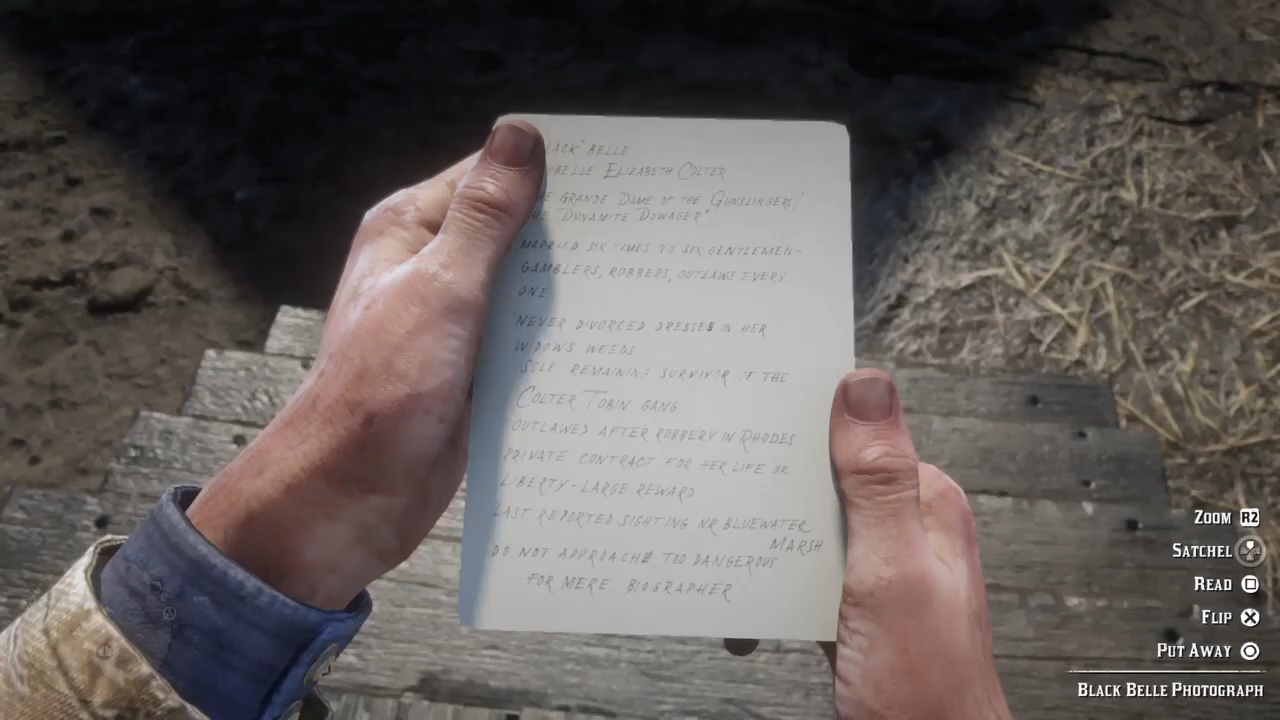 LACK" BELLE
YBELLE ELIZABETH COLTER
E GRANDE DAME OF THE GUNSLINGERS/
HE "DYNAMITE DOWAGER"
MARRIED SIX TIMES TO SIX GENTLEMEN-
GAMBLERS, ROBBERS, OUTLAWS EVERY
ONE
NEVER DIVORCED DRESSES IN HER
WIDOWS WEEDS
SOLE REMAINING SURVIVOR OF THE
COLTER TOBIN GANG
OUTLAWED AFTER ROBBERY IN RHODES
PRIVATE CONTRACT FOR HER LIFE OR
LIBERTY-LARGE REWARD
LAST REPORTED SIGHTING NR BLUEWATER
MARSH
DO NOT APPROACH TOO DANGEROUS
FOR MERE BIOGRAPHER
ZOOM R2
SATCHEL
READ
FLIP
PUT AWAY
BLACK BELLE PHOTOGRAPH